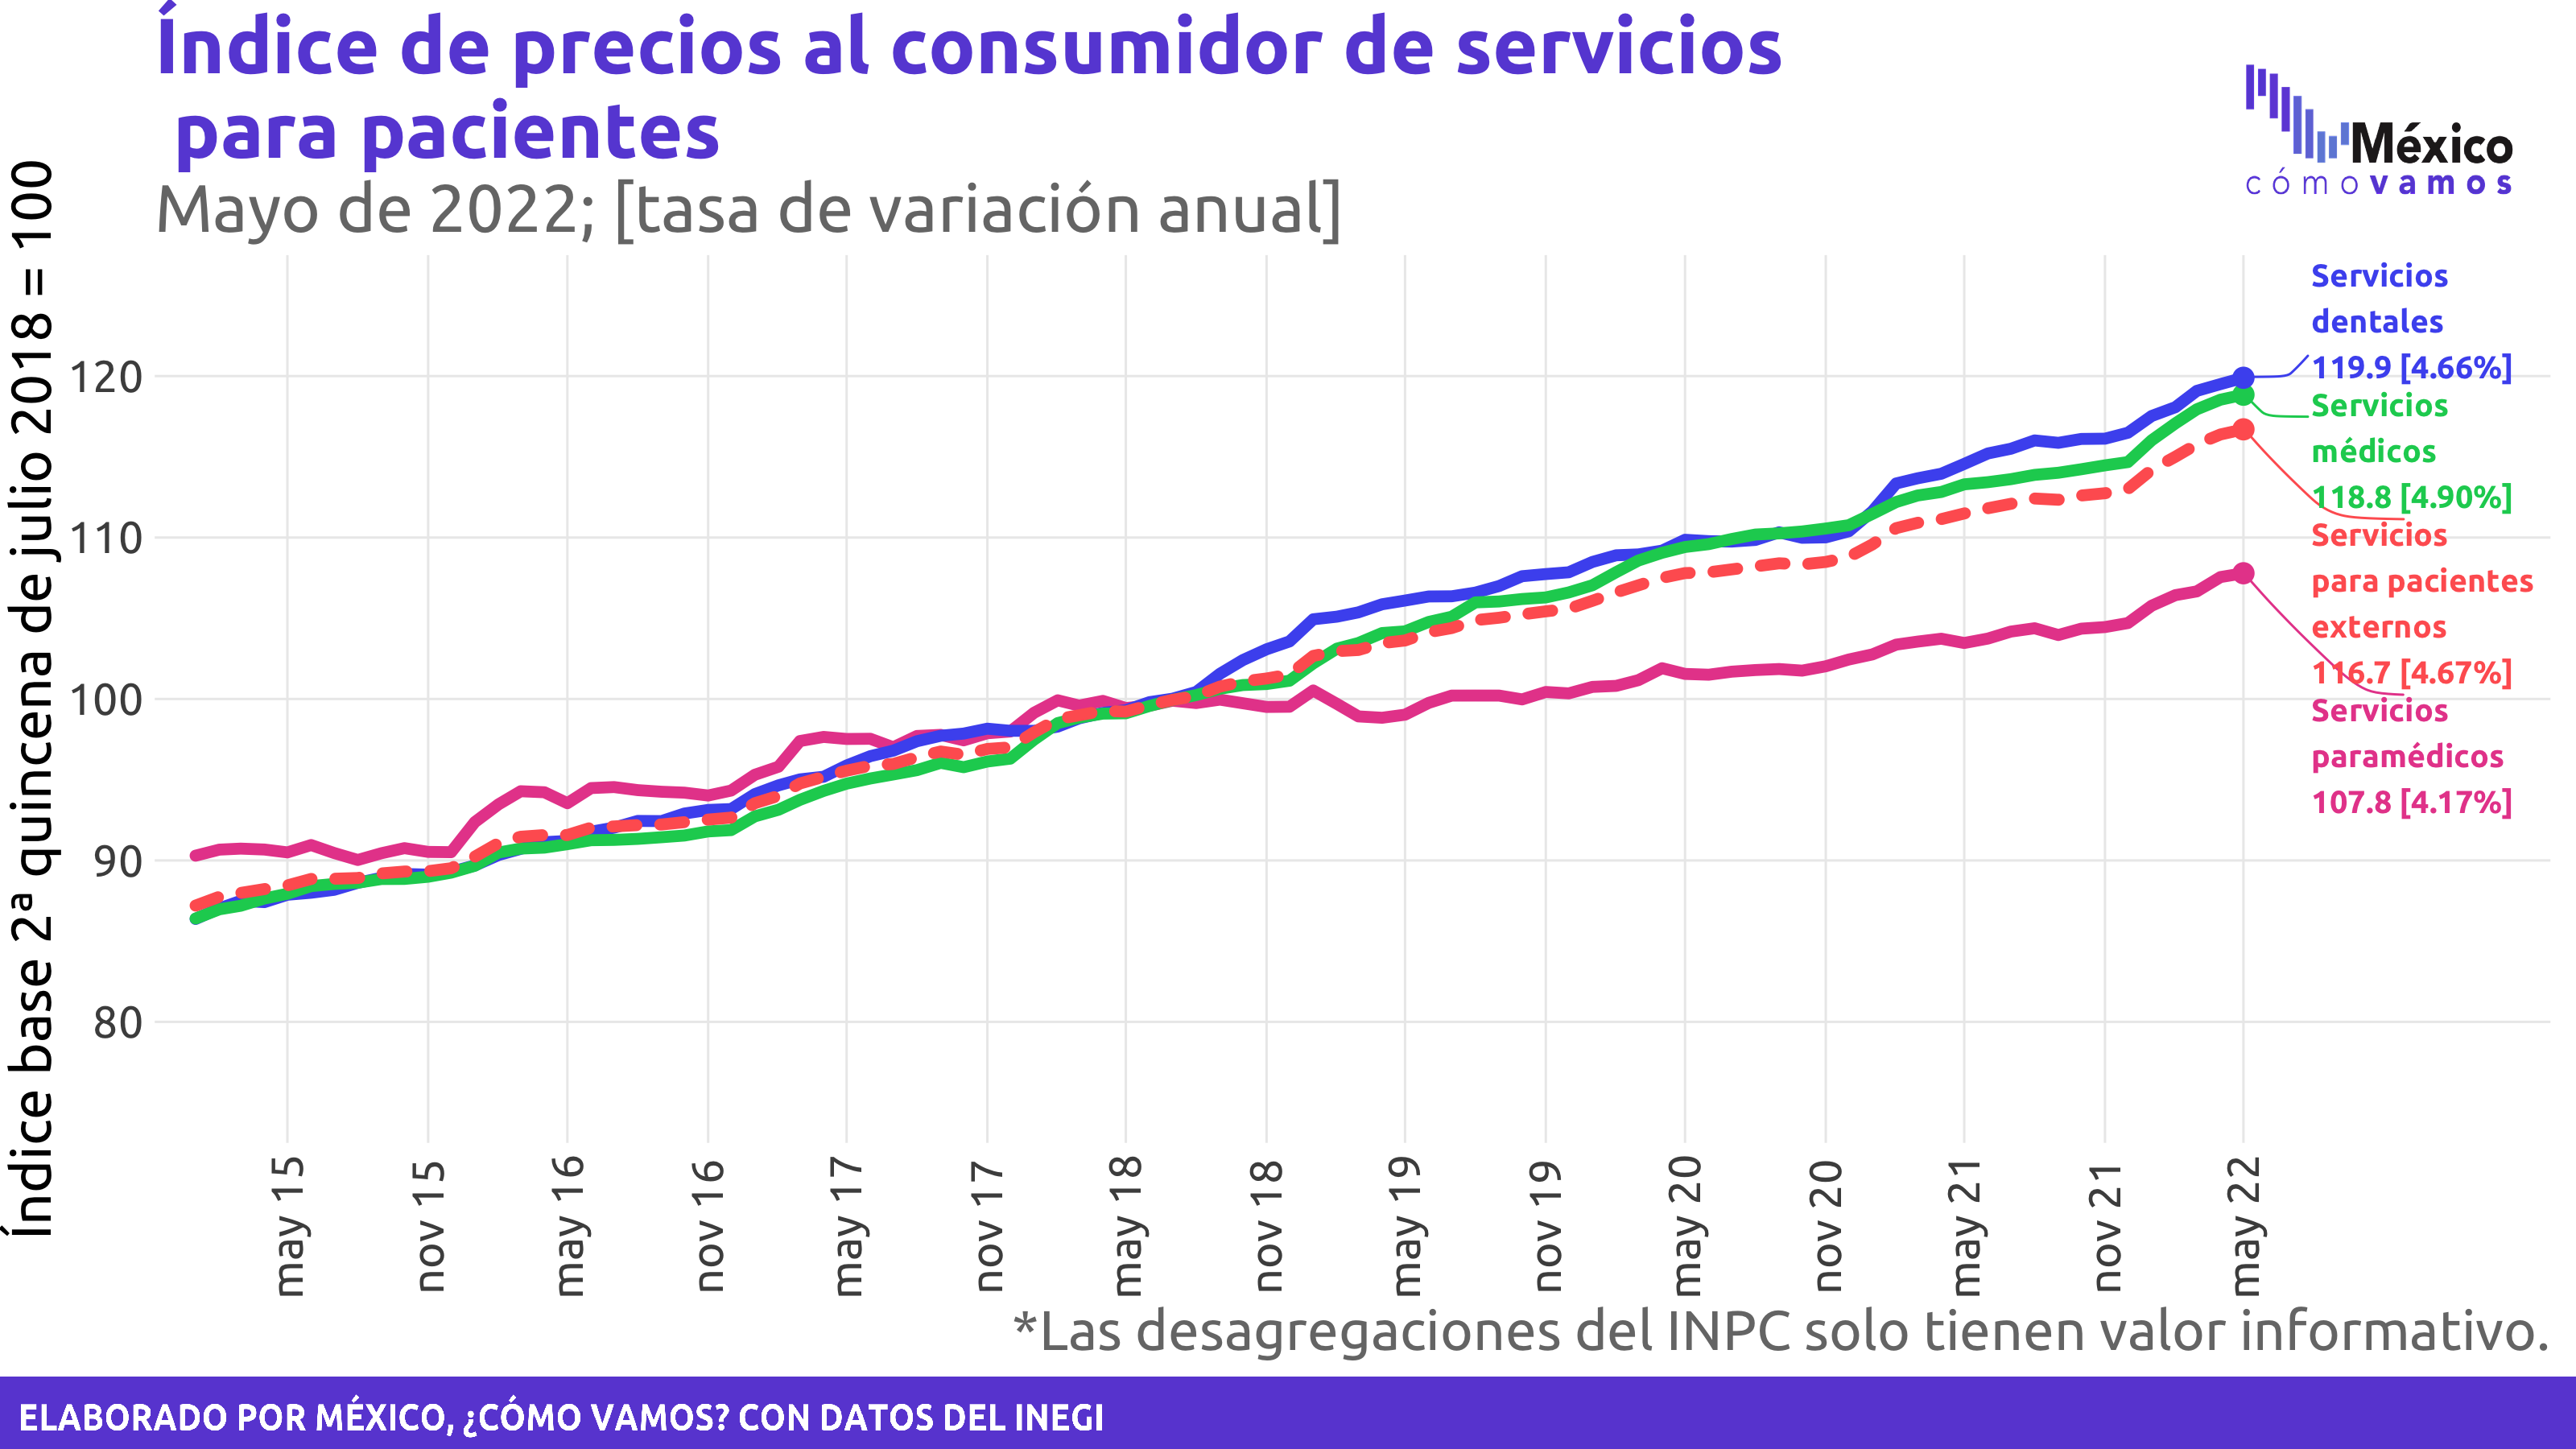 Índice de precios al consumidor de servicios
para pacientes
Mayo de 2022; [tasa de variación anual]
México
cómo vamos
Índice base 2ª quincena de julio 2018 = 100
120
110
100
90
80
Servicios
dentales
119.9 [4.66%]
Servicios
médicos
118.8 [4.90%]
Servicios
para pacientes
externos
116.7 [4.67%]
Servicios
paramédicos
107.8 [4.17%]
may 15
nov 15
may 16
nov 16
may 17
nov 17
may 18
nov 18
may 19
nov 19
may 20
nov 20
may 21
nov 21
may 22
*Las desagregaciones del INPC solo tienen valor informativo.
ELABORADO POR MÉXICO, ¿CÓMO VAMOS? CON DATOS DEL INEGI